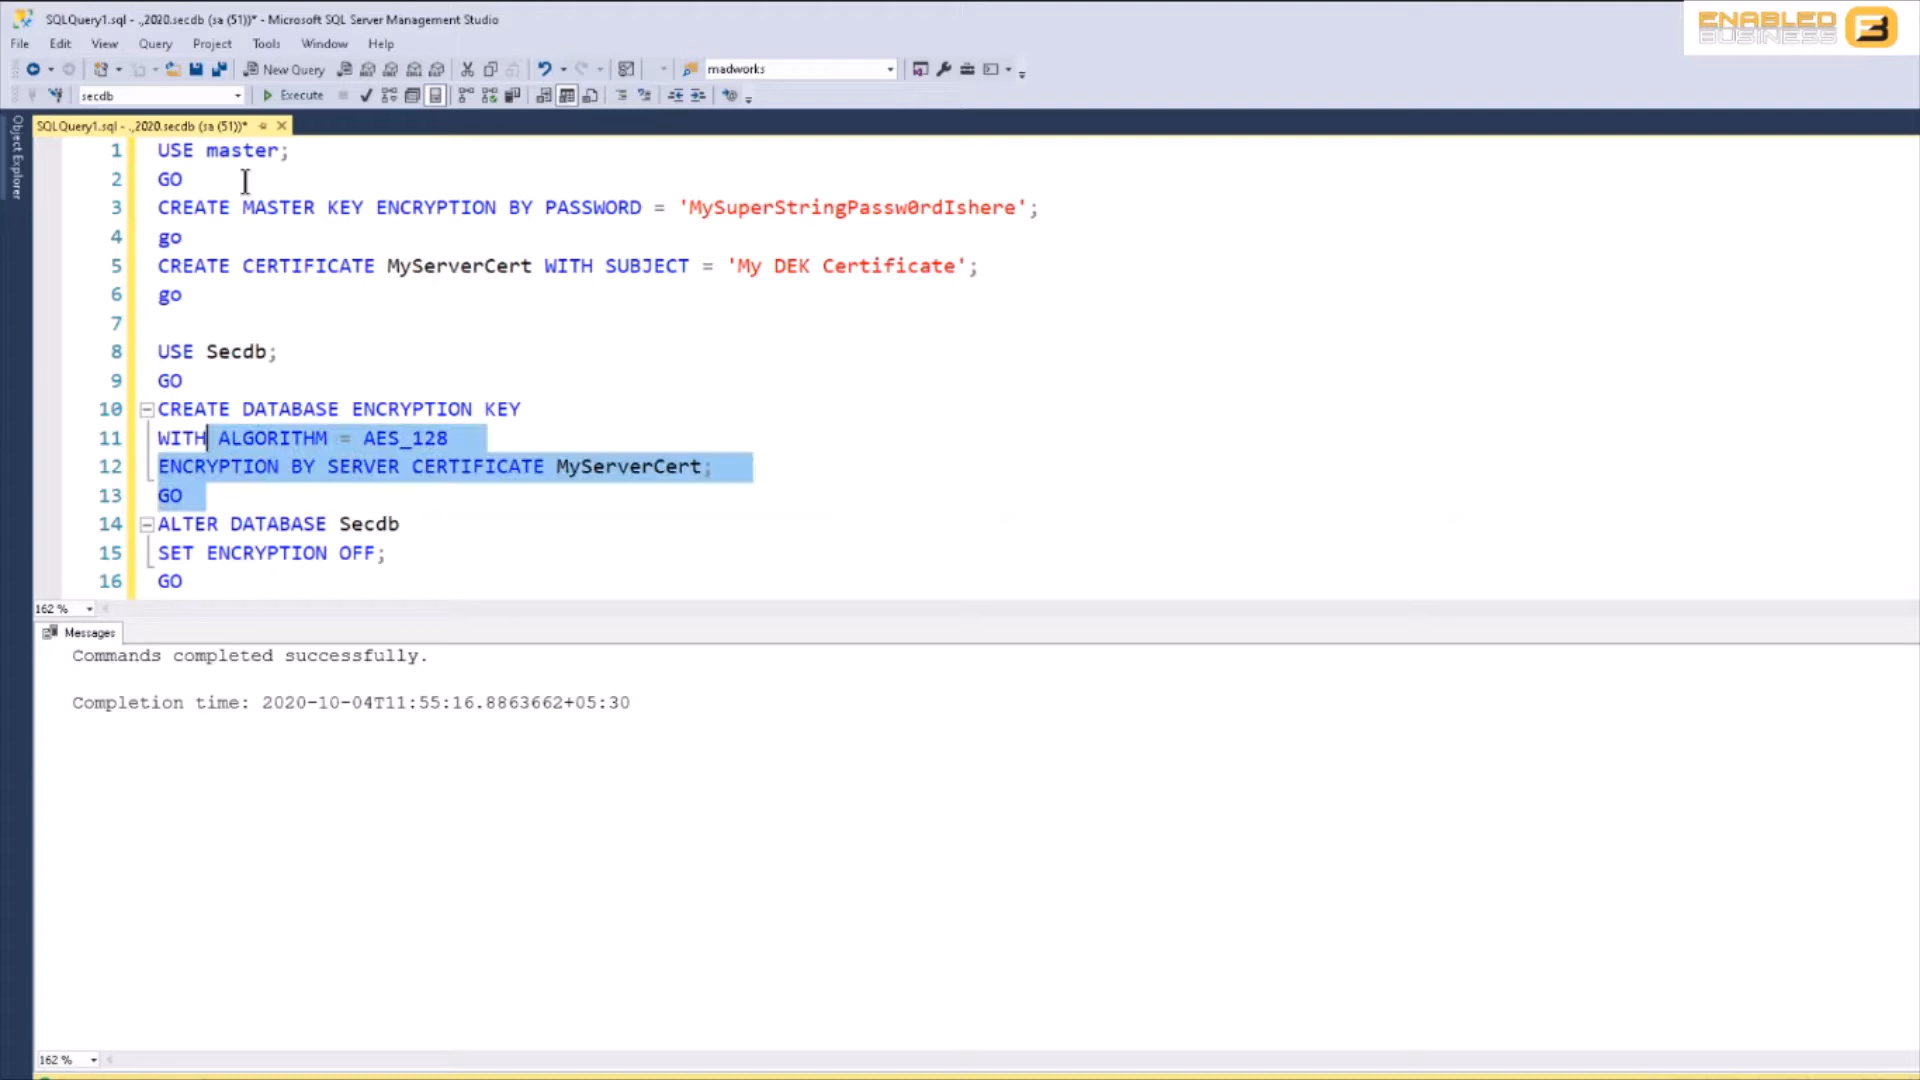 SQLQuery1.sql - .,2020.secdb (sa (51))* - Microsoft SQL Server Management Studio
ENABLED
BUSINESS
File Edit View Query Project Tools Window Help
New Query
madworks
secdb
Execute
SQLQuery1.sql - .,2020.secdb (sa (51))*
Object Explorer
1 USE master;
2 GO
3 CREATE MASTER KEY ENCRYPTION BY PASSWORD = 'MySuperStringPassw0rdIshere';
4 go
5 CREATE CERTIFICATE MyServerCert WITH SUBJECT = 'My DEK Certificate';
6 go
7
8 USE Secdb;
9 GO
10 CREATE DATABASE ENCRYPTION KEY
11 WITH ALGORITHM = AES_128
12 ENCRYPTION BY SERVER CERTIFICATE MyServerCert;
13 GO
14 ALTER DATABASE Secdb
15 SET ENCRYPTION OFF;
16 GO
162 %
Messages
Commands completed successfully.
Completion time: 2020-10-04T11:55:16.8863662+05:30
162 %